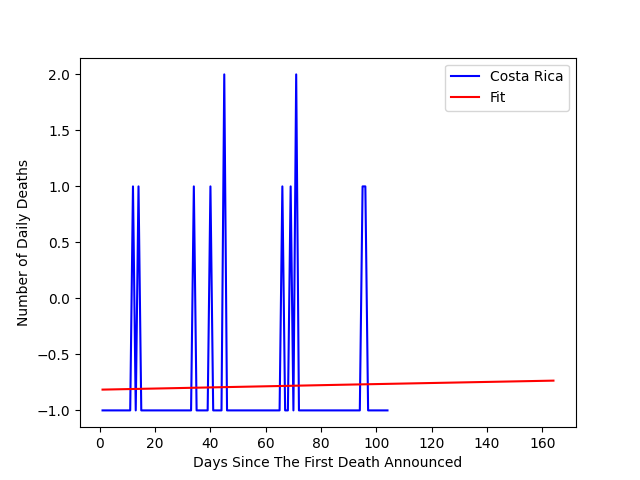 Costa Rica
Fit
2.0
1.5
1.0
0.5
0.0
−0.5
−1.0
Number of Daily Deaths
0 20 40 60 80 100 120 140 160
Days Since The First Death Announced